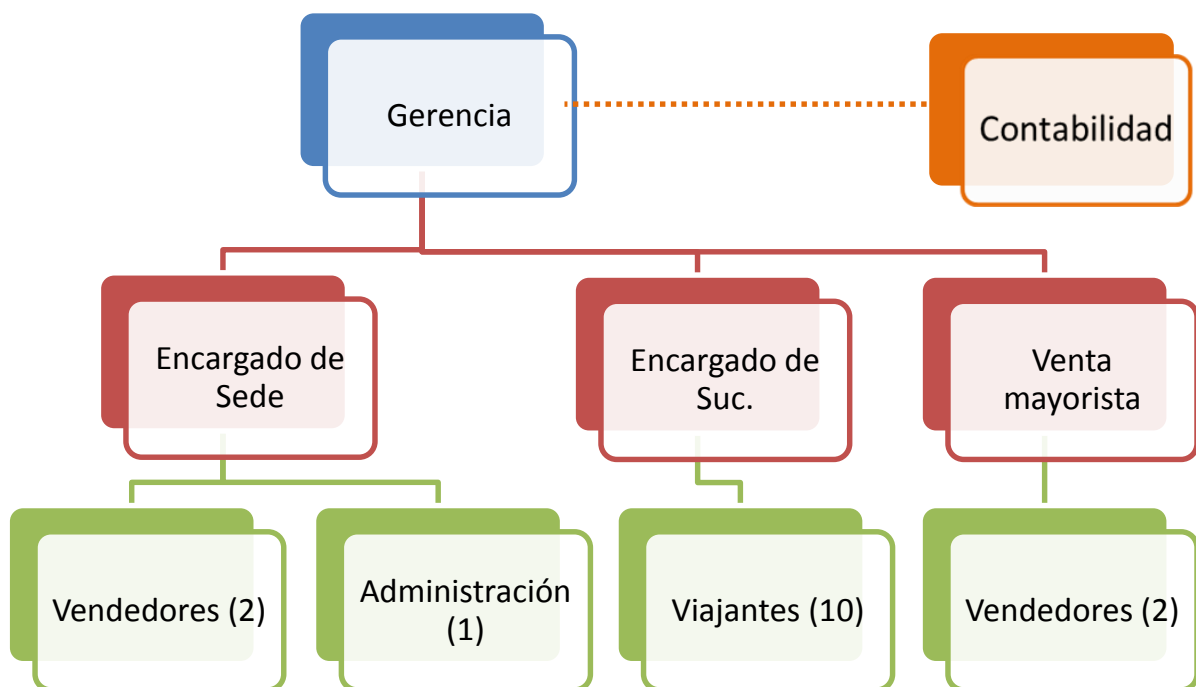 Gerencia
Contabilidad
Encargado de
Sede
Encargado de
Suc.
Venta
mayorista
Vendedores (2)
Administración
(1)
Viajantes (10)
Vendedores (2)